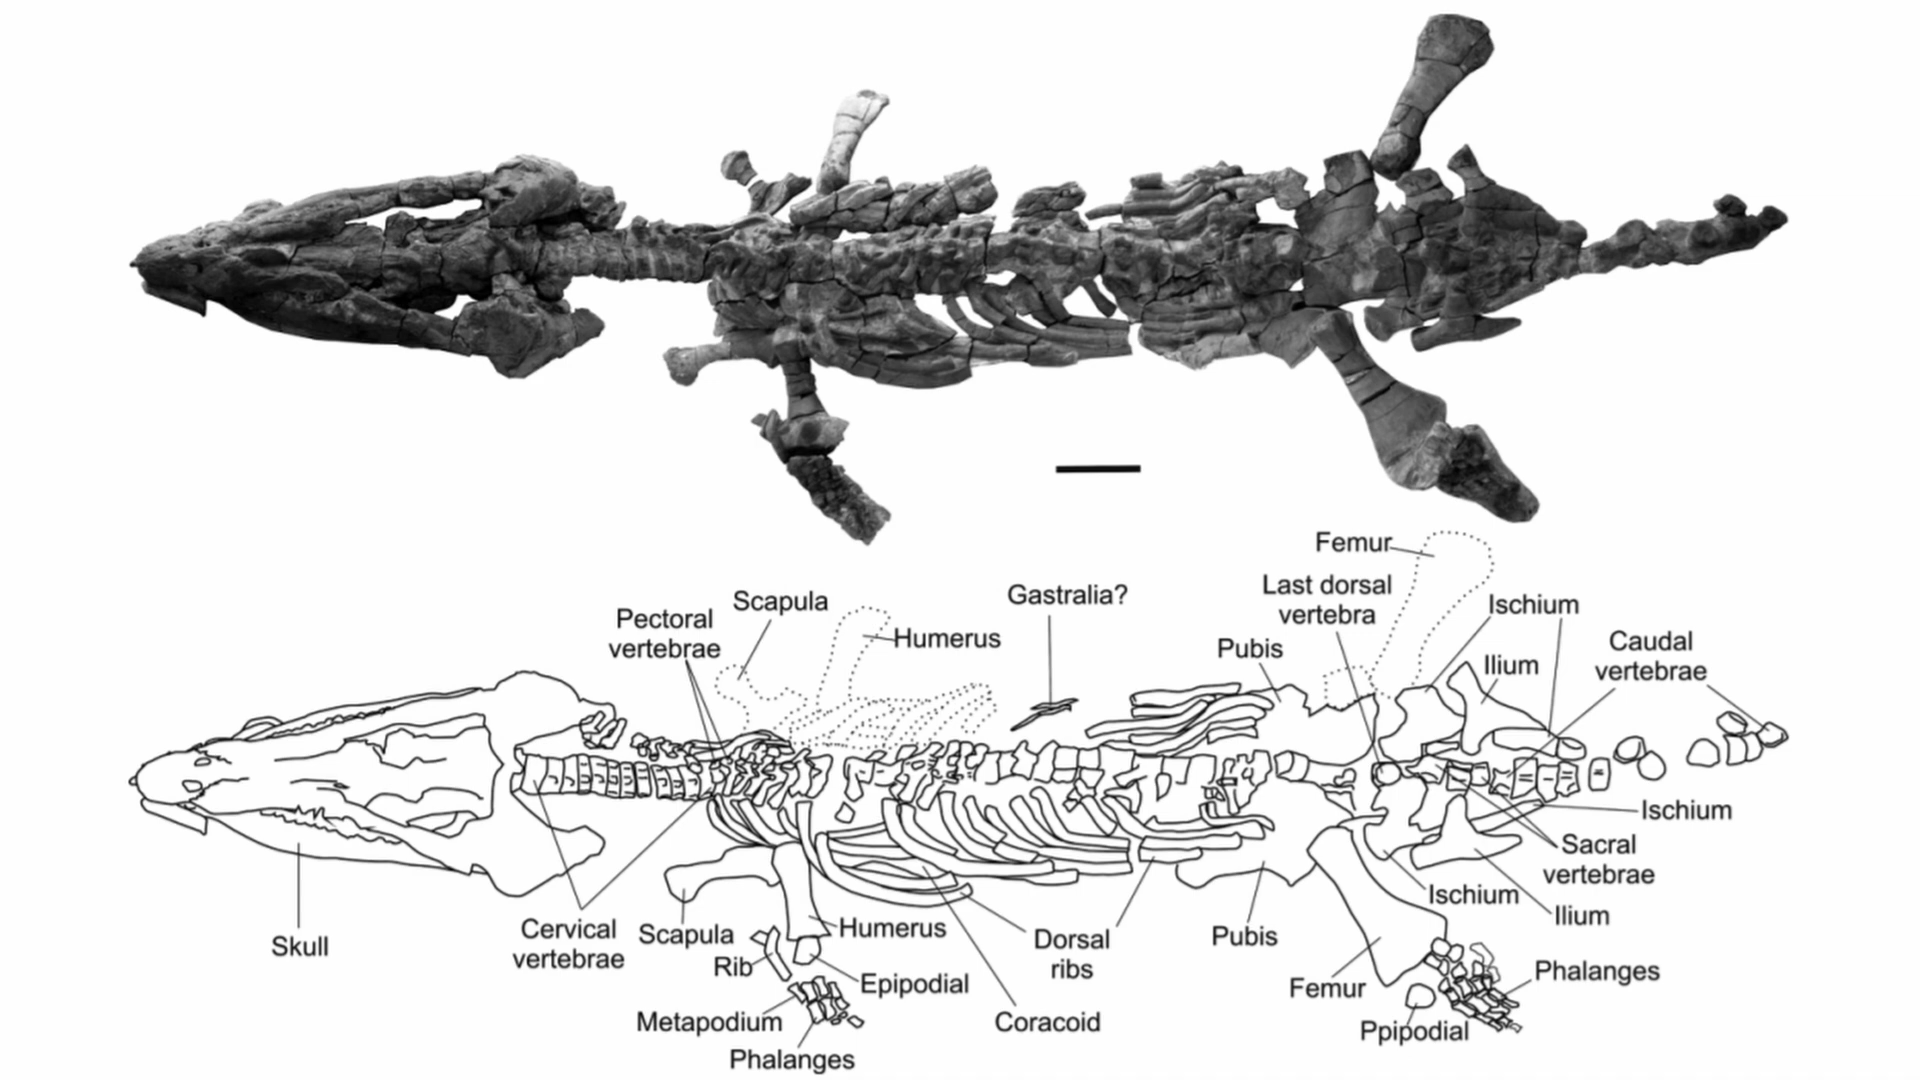 Femur
Last dorsal
vertebra
Gastralia?
Scapula
Ischium
Pectoral
vertebrae
Humerus
Pubis
Ilium
Caudal
vertebrae
Ischium
Sacral
vertebrae
Ischium
Ilium
Skull
Cervical
vertebrae
Scapula
Humerus
Dorsal
ribs
Pubis
Rib
Epipodial
Femur
Phalanges
Metapodium
Coracoid
Ppipodial
Phalanges